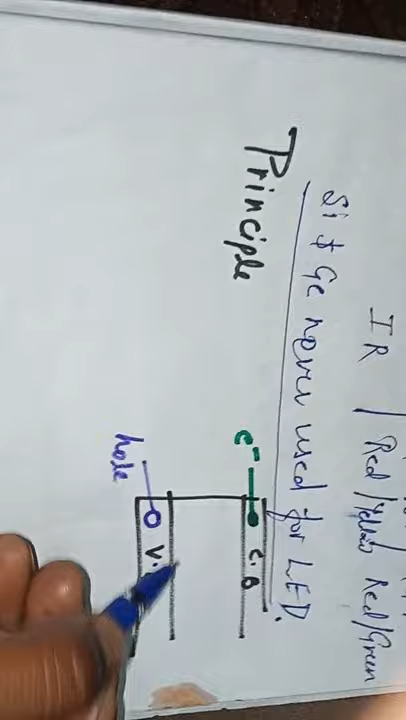 IR | Red/Yellow Red/Green
Si & Ge never used for LED.
Principle
e⁻ C.B
hole V.